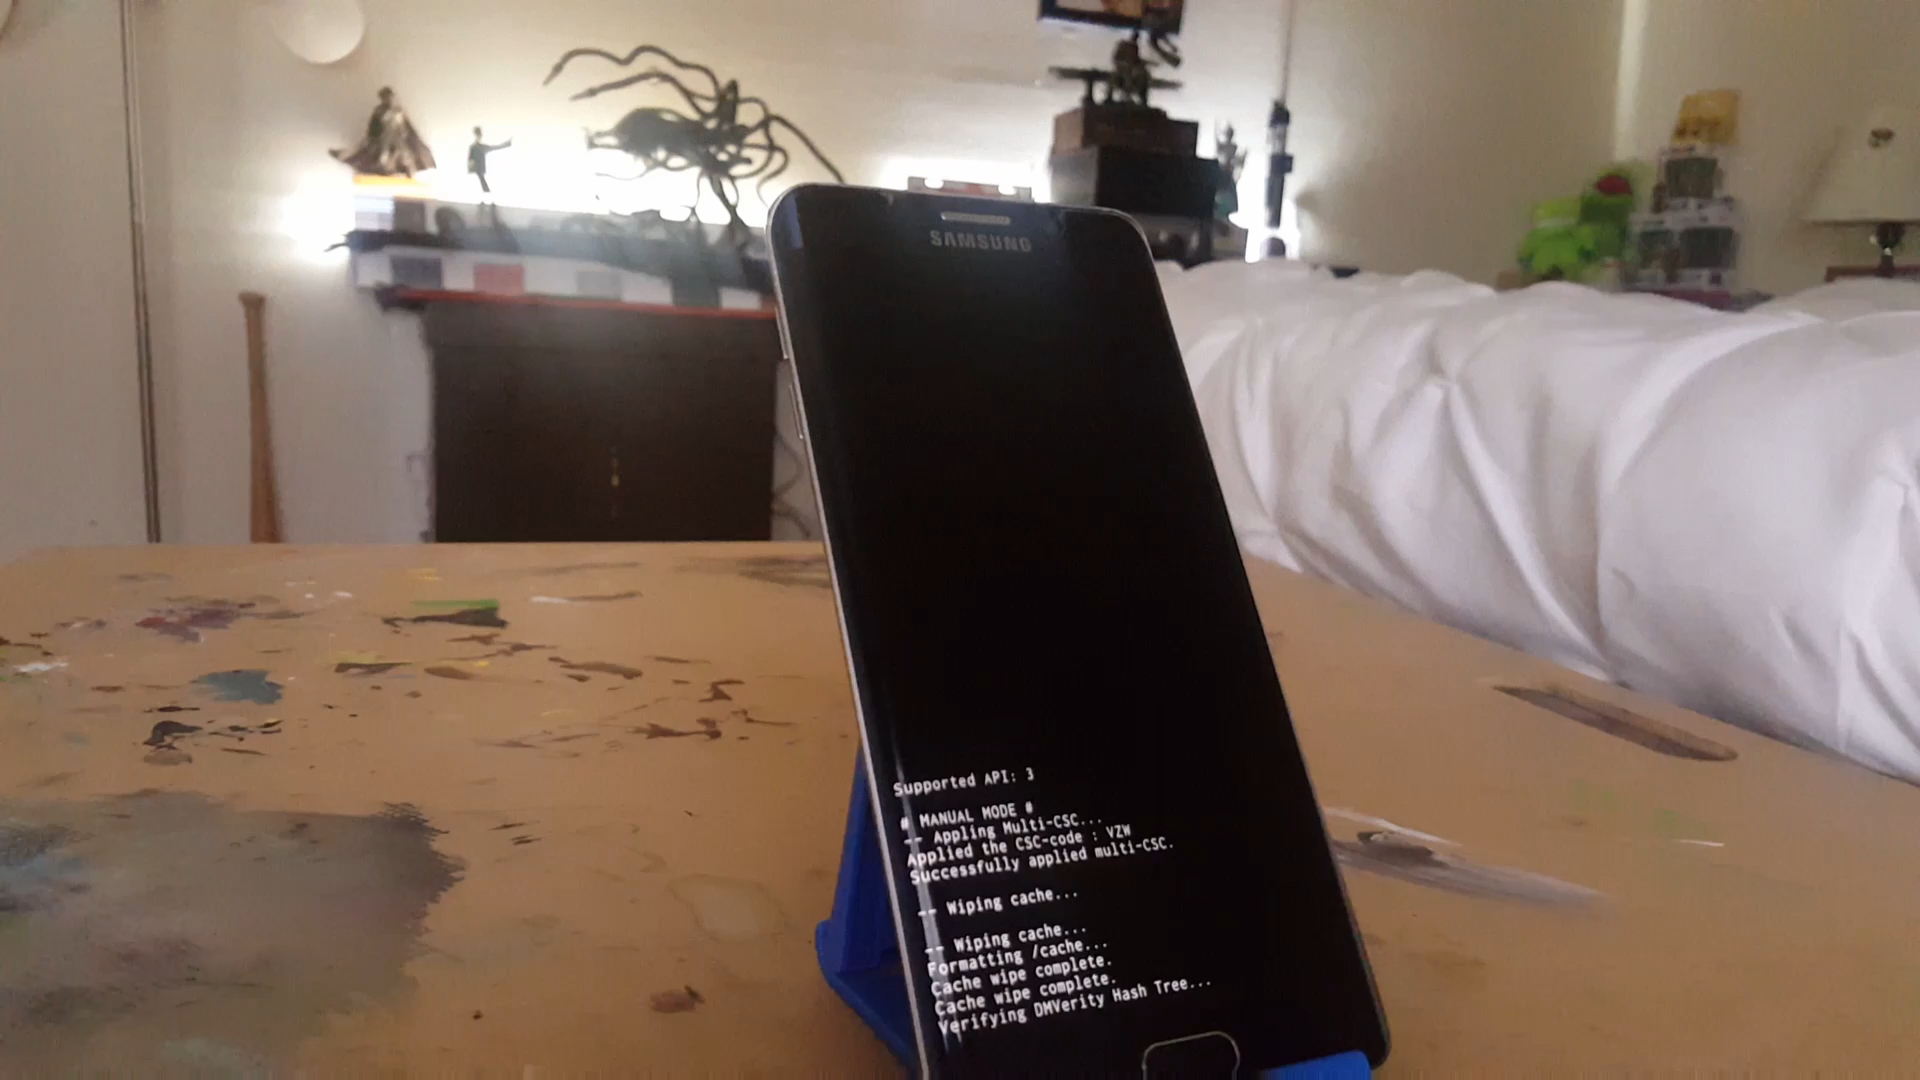 SAMSUNG
Supported API: 3
# MANUAL MODE #
-- Appling Multi-CSC...
Applied the CSC-code : VZW
Successfully applied multi-CSC.
-- Wiping cache...
-- Wiping cache...
Formatting /cache...
Cache wipe complete.
Cache wipe complete.
Verifying DMVerity Hash Tree...